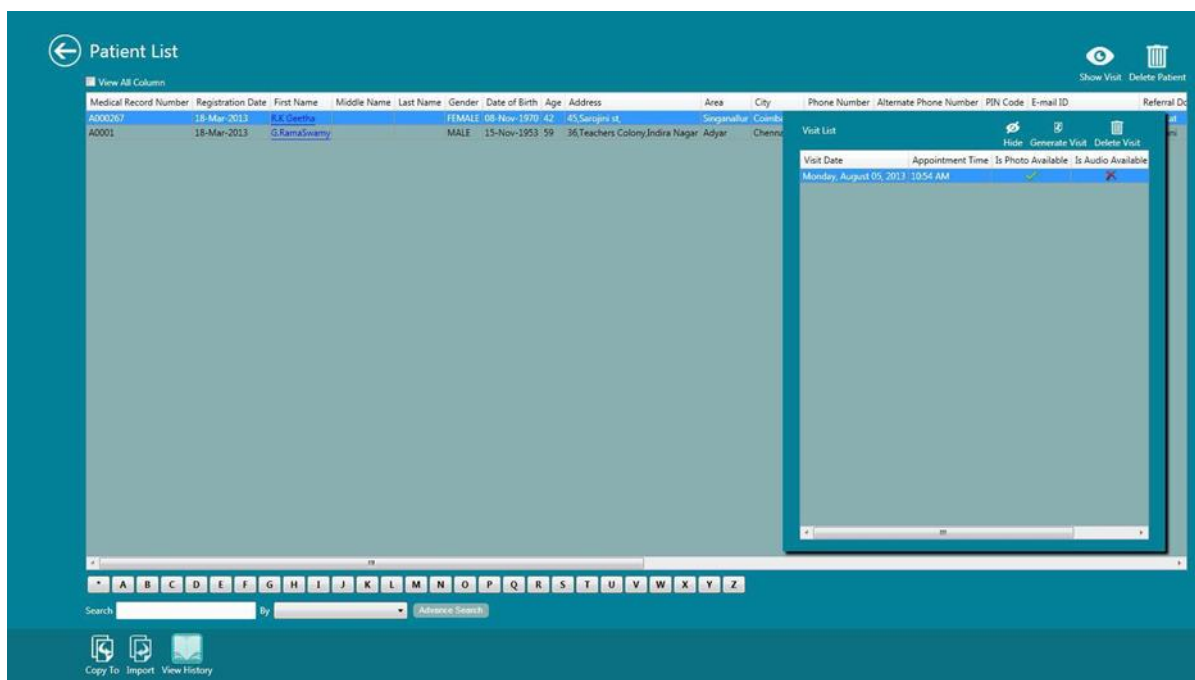 Patient List
Show Visit Delete Patient
View All Column
Medical Record Number Registration Date First Name Middle Name Last Name Gender Date of Birth Age Address Area City Phone Number Alternate Phone Number PIN Code E-mail ID Referral Do
A000267 18-Mar-2013 R.K Geetha FEMALE 08-Nov-1970 42 45,Sarojini st, Singanallur Coimb at
A0001 18-Mar-2013 G.RamaSwamy MALE 15-Nov-1953 59 36,Teachers Colony,Indira Nagar Adyar Chenna ni
Visit List
Hide Generate Visit Delete Visit
Visit Date Appointment Time Is Photo Available Is Audio Available
Monday, August 05, 2013 10:54 AM
* A B C D E F G H I J K L M N O P Q R S T U V W X Y Z
Search By Advance Search
Copy To Import View History